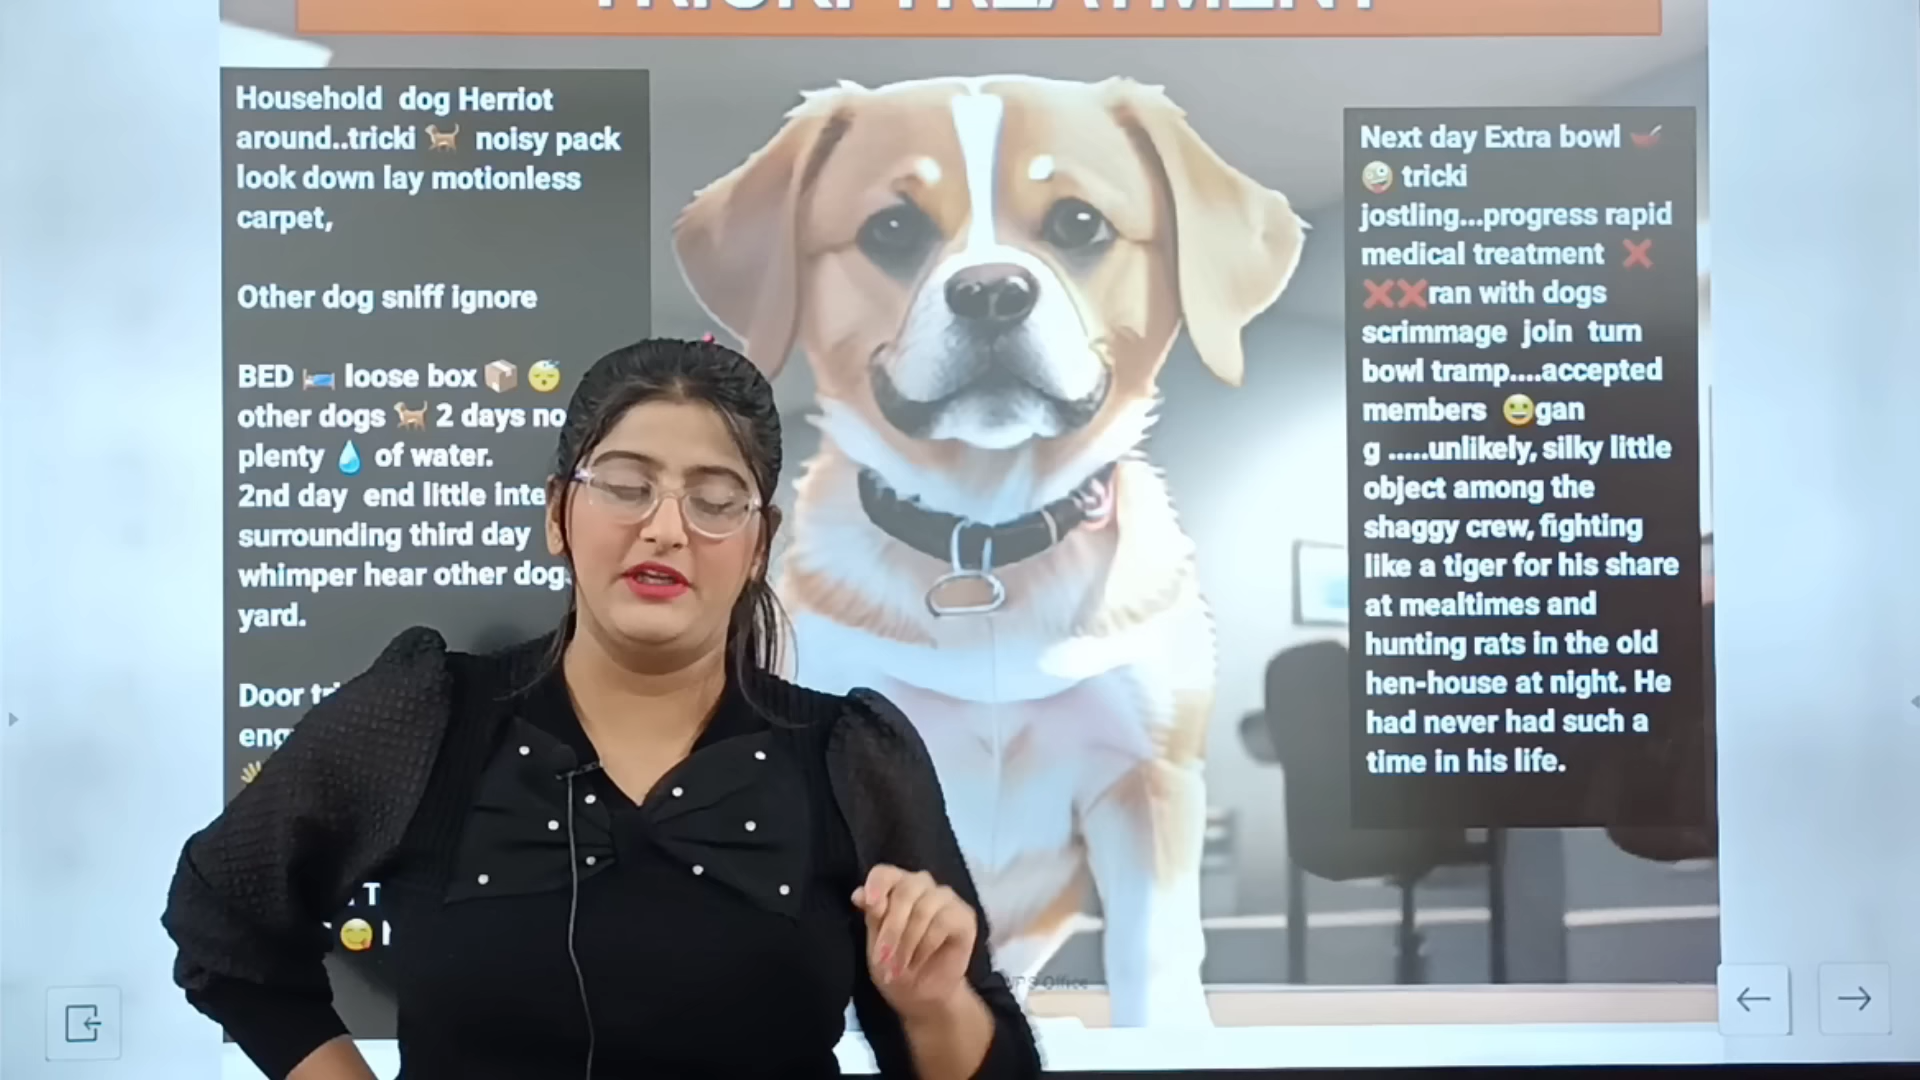 TRICKI TREATMENT
Household dog Herriot
around..tricki 🐕 noisy pack
look down lay motionless
carpet,
Other dog sniff ignore
BED 🛏️ loose box 📦 😴
other dogs 🐕 2 days no
plenty 💧 of water.
2nd day end little inte
surrounding third day
whimper hear other dog
yard.
Door
Next day Extra bowl 🥣
🤪 tricki
jostling...progress rapid
medical treatment ❌
❌❌ran with dogs
scrimmage join turn
bowl tramp....accepted
members 😀gan
g .....unlikely, silky little
object among the
shaggy crew, fighting
like a tiger for his share
at mealtimes and
hunting rats in the old
hen-house at night. He
had never had such a
time in his life.
WPS Office